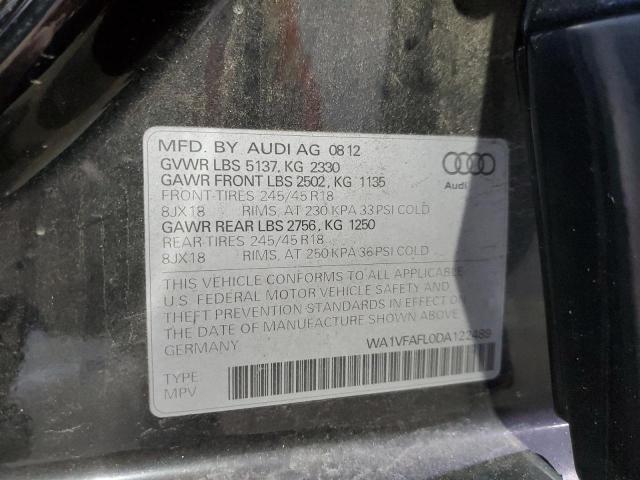 MFD. BY AUDI AG 0812
GVWR LBS 5137, KG 2330
GAWR FRONT LBS 2502, KG 1135
FRONT-TIRES 245/45 R18
8JX18 RIMS, AT 230 KPA 33 PSI COLD
GAWR REAR LBS 2756, KG 1250
REAR-TIRES 245/45 R18
8JX18 RIMS, AT 250 KPA 36 PSI COLD
Audi
THIS VEHICLE CONFORMS TO ALL APPLICABLE
U.S. FEDERAL MOTOR VEHICLE SAFETY AND
THEFT PREVENTION STANDARDS IN EFFECT ON
THE DATE OF MANUFACTURE SHOWN ABOVE
GERMANY
WA1VFAFL0DA122489
TYPE:
MPV